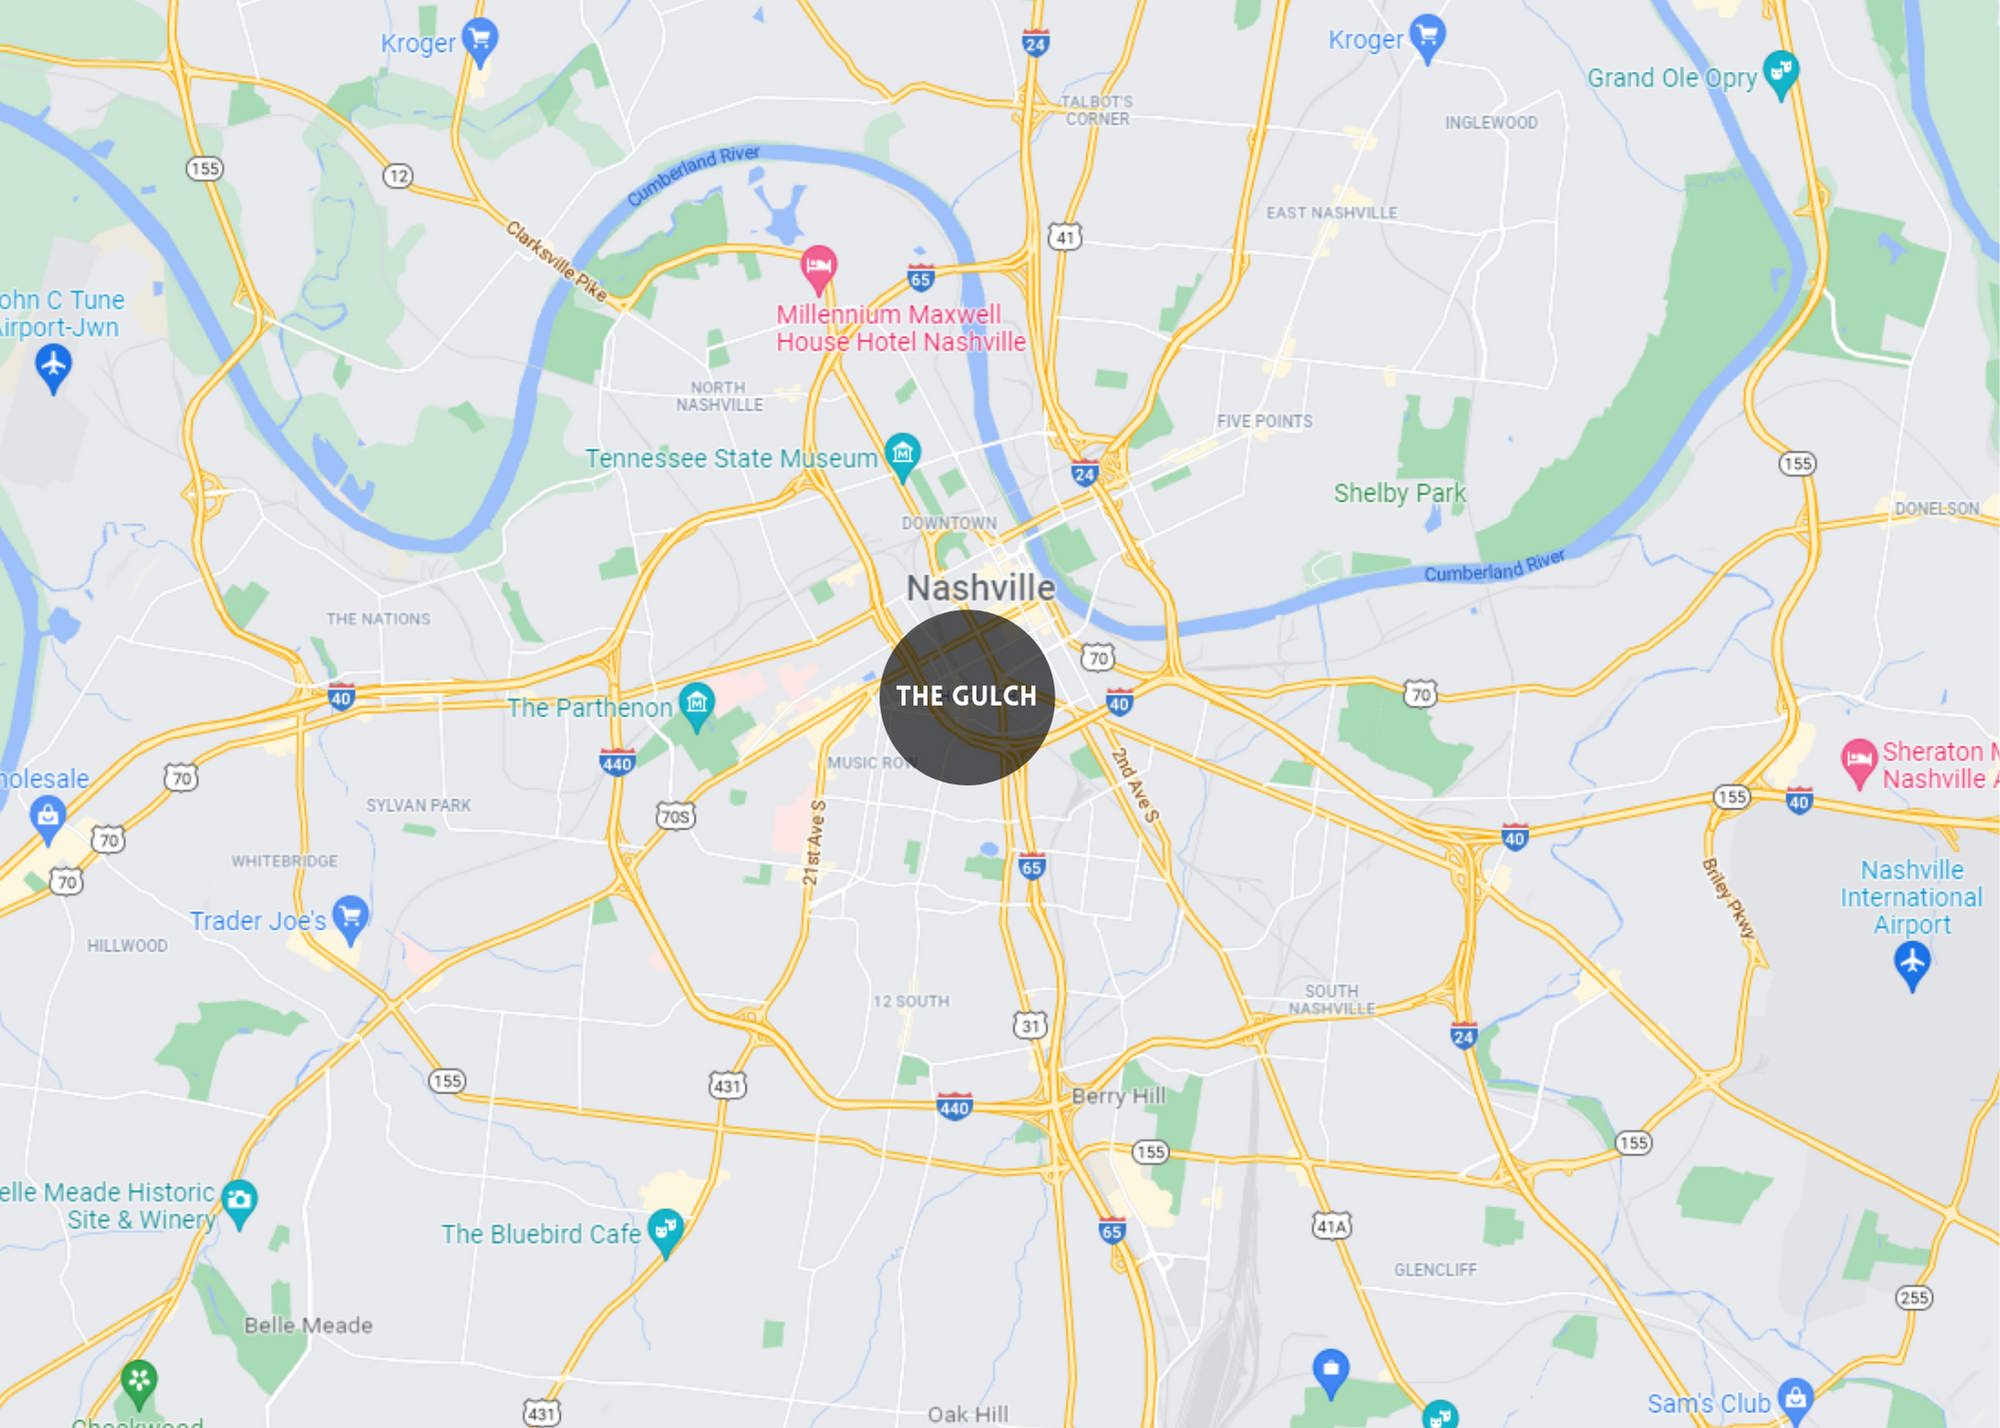 Kroger
24
Kroger
Grand Ole Opry
TALBOT'S
CORNER
INGLEWOOD
155
12
Cumberland River
EAST NASHVILLE
41
Clarksville Pike
65
ohn C Tune
Airport-Jwn
Millennium Maxwell
House Hotel Nashville
NORTH
NASHVILLE
FIVE POINTS
Tennessee State Museum
24
155
Shelby Park
DONELSON
DOWNTOWN
Cumberland River
Nashville
THE NATIONS
70
40
THE GULCH
70
The Parthenon
40
440
MUSIC ROW
2nd Ave S
Sheraton
Nashville
70
holesale
155
40
SYLVAN PARK
70S
70
40
21st Ave S
WHITEBRIDGE
65
70
Briley Pkwy
Nashville
International
Airport
Trader Joe's
HILLWOOD
12 SOUTH
SOUTH
NASHVILLE
31
24
155
431
440
Berry Hill
155
155
elle Meade Historic
Site & Winery
The Bluebird Cafe
65
41A
GLENCLIFF
255
Belle Meade
Sam's Club
431
Oak Hill
Cheekwood